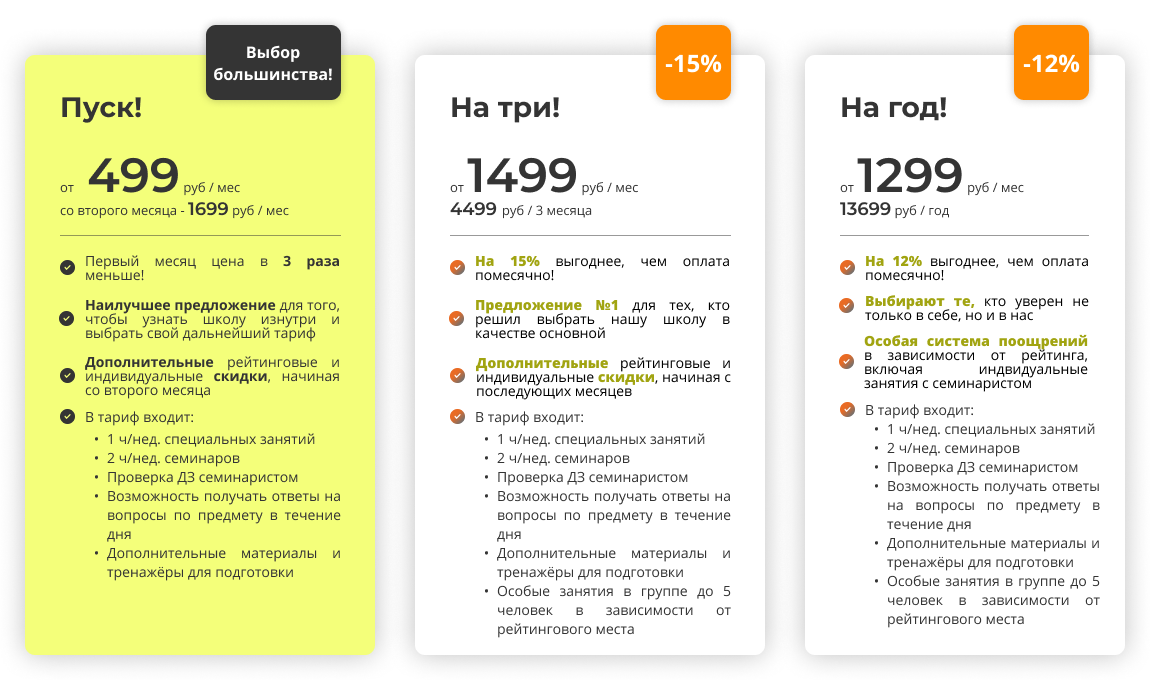 Выбор
большинства!
Пуск!
от 499 руб / мес
со второго месяца - 1699 руб / мес
Первый месяц цена в 3 раза
меньше!
Наилучшее предложение для того,
чтобы узнать школу изнутри и
выбрать свой дальнейший тариф
Дополнительные рейтинговые и
индивидуальные скидки, начиная
со второго месяца
В тариф входит:
• 1 ч/нед. специальных занятий
• 2 ч/нед. семинаров
• Проверка ДЗ семинаристом
• Возможность получать ответы на
вопросы по предмету в течение
дня
• Дополнительные материалы и
тренажёры для подготовки
-15%
На три!
от 1499 руб / мес
4499 руб / 3 месяца
На 15% выгоднее, чем оплата
помесячно!
Предложение №1 для тех, кто
решил выбрать нашу школу в
качестве основной
Дополнительные рейтинговые и
индивидуальные скидки, начиная с
последующих месяцев
В тариф входит:
• 1 ч/нед. специальных занятий
• 2 ч/нед. семинаров
• Проверка ДЗ семинаристом
• Возможность получать ответы на
вопросы по предмету в течение
дня
• Дополнительные материалы и
тренажёры для подготовки
• Особые занятия в группе до 5
человек в зависимости от
рейтингового места
-12%
На год!
от 1299 руб / мес
13699 руб / год
На 12% выгоднее, чем оплата
помесячно!
Выбирают те, кто уверен не
только в себе, но и в нас
Особая система поощрений
в зависимости от рейтинга,
включая индвидуальные
занятия с семинаристом
В тариф входит:
• 1 ч/нед. специальных занятий
• 2 ч/нед. семинаров
• Проверка ДЗ семинаристом
• Возможность получать ответы
на вопросы по предмету в
течение дня
• Дополнительные материалы и
тренажёры для подготовки
• Особые занятия в группе до 5
человек в зависимости от
рейтингового места